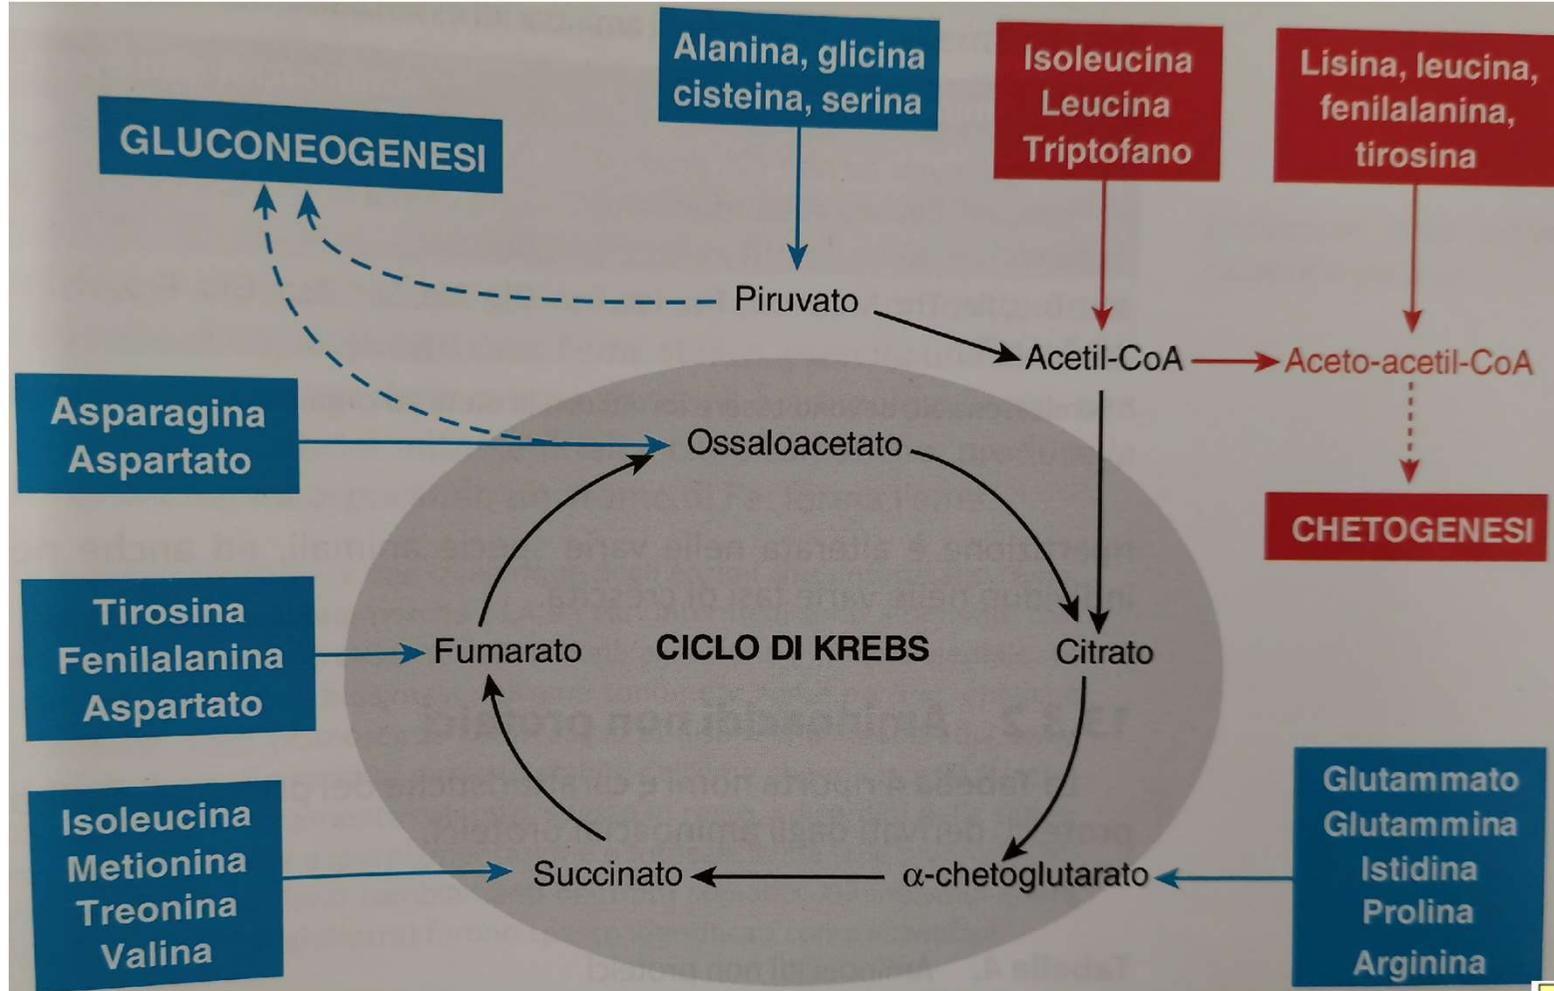 Alanina, glicina
cisteina, serina
Isoleucina
Leucina
Triptofano
Lisina, leucina,
fenilalanina,
tirosina
GLUCONEOGENESI
Piruvato
Acetil-CoA
Aceto-acetil-CoA
Asparagina
Aspartato
Ossaloacetato
CHETOGENESI
Tirosina
Fenilalanina
Aspartato
Fumarato
CICLO DI KREBS
Citrato
Isoleucina
Metionina
Treonina
Valina
Succinato
α-chetoglutarato
Glutammato
Glutammina
Istidina
Prolina
Arginina